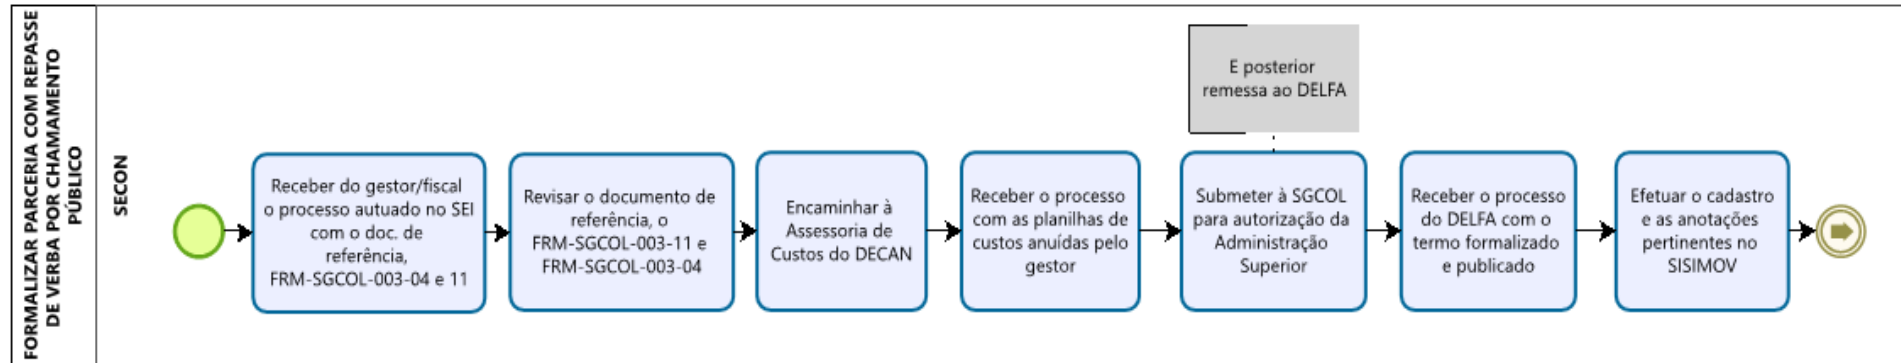 FORMALIZAR PARCERIA COM REPASSE
DE VERBA POR CHAMAMENTO
PÚBLICO
SECON
Receber do gestor/fiscal
o processo autuado no SEI
com o doc. de
referência,
FRM-SGCOL-003-04 e 11
Revisar o documento de
referência, o
FRM-SGCOL-003-11 e
FRM-SGCOL-003-04
Encaminhar à
Assessoria de
Custos do DECAN
Receber o processo
com as planilhas de
custos anuídas pelo
gestor
E posterior
remessa ao DELFA
Submeter à SGCOL
para autorização da
Administração
Superior
Receber o processo
do DELFA com o
termo formalizado
e publicado
Efetuar o cadastro
e as anotações
pertinentes no
SISIMOV